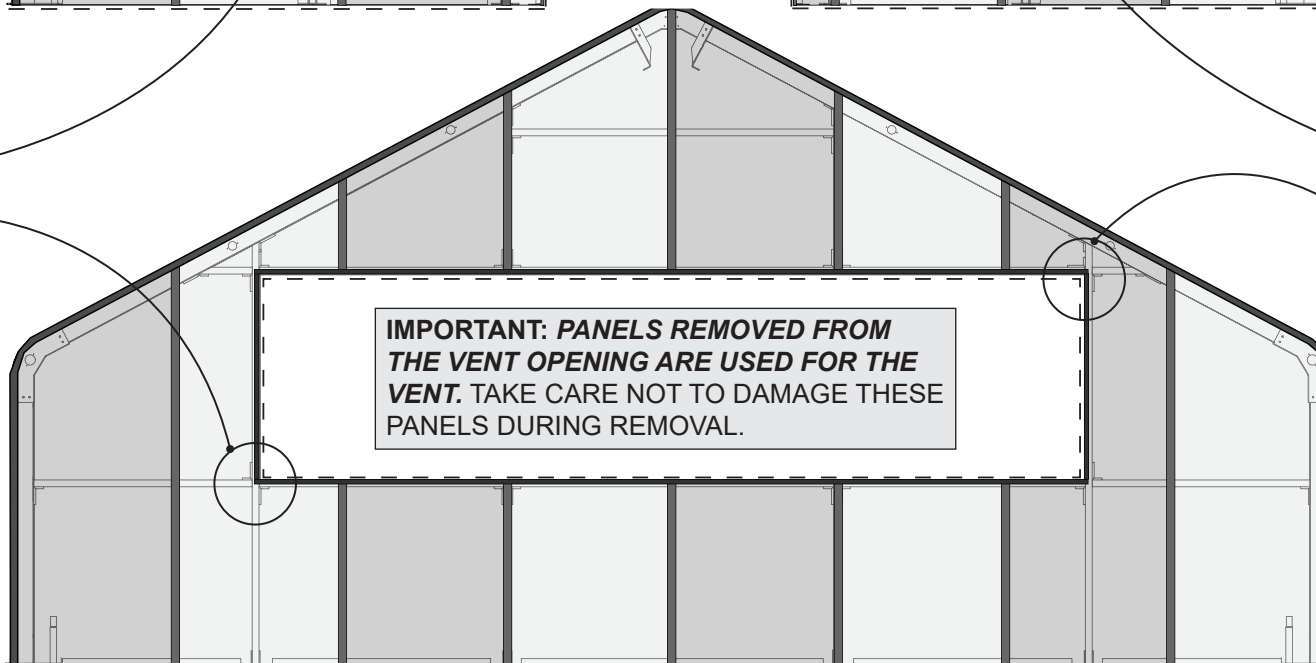 IMPORTANT: PANELS REMOVED FROM
THE VENT OPENING ARE USED FOR THE
VENT. TAKE CARE NOT TO DAMAGE THESE
PANELS DURING REMOVAL.